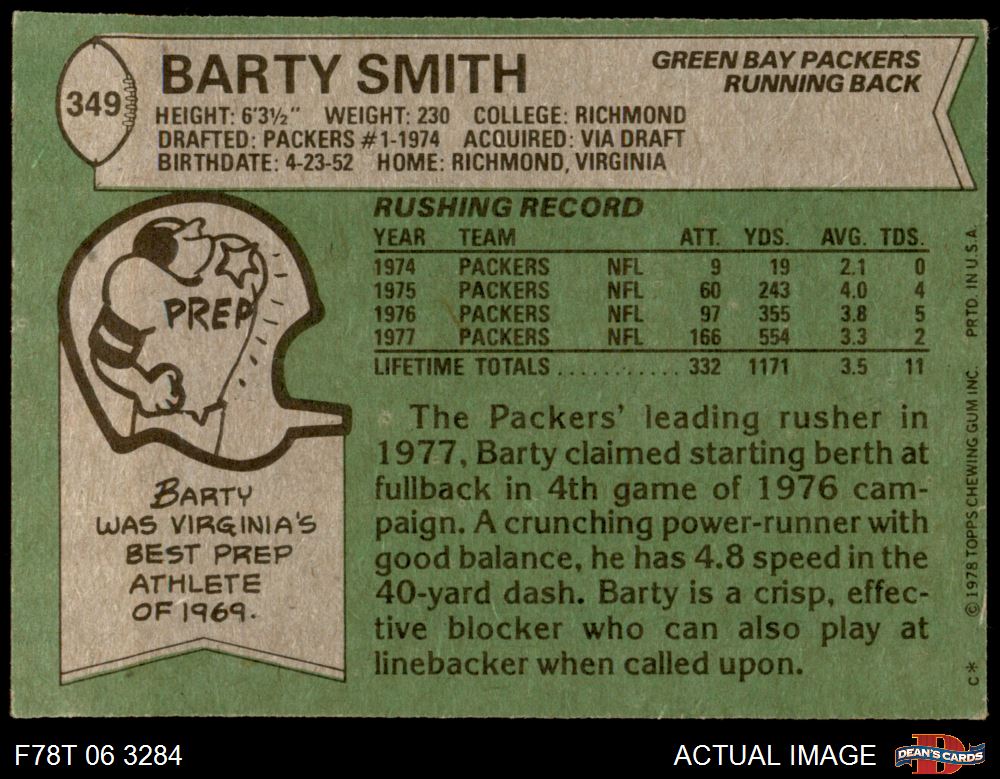 349
BARTY SMITH
GREEN BAY PACKERS
RUNNING BACK
HEIGHT: 6'3½" WEIGHT: 230 COLLEGE: RICHMOND
DRAFTED: PACKERS #1-1974 ACQUIRED: VIA DRAFT
BIRTHDATE: 4-23-52 HOME: RICHMOND, VIRGINIA
PREP
BARTY
WAS VIRGINIA'S
BEST PREP
ATHLETE
OF 1969.
RUSHING RECORD
YEAR TEAM ATT. YDS. AVG. TDS.
1974 PACKERS NFL 9 19 2.1 0
1975 PACKERS NFL 60 243 4.0 4
1976 PACKERS NFL 97 355 3.8 5
1977 PACKERS NFL 166 554 3.3 2
LIFETIME TOTALS ............ 332 1171 3.5 11
The Packers' leading rusher in
1977, Barty claimed starting berth at
fullback in 4th game of 1976 cam-
paign. A crunching power-runner with
good balance, he has 4.8 speed in the
40-yard dash. Barty is a crisp, effec-
tive blocker who can also play at
linebacker when called upon.
C* © 1978 TOPPS CHEWING GUM INC. PRTD. IN U.S.A.
F78T 06 3284
ACTUAL IMAGE
DEAN'S CARDS